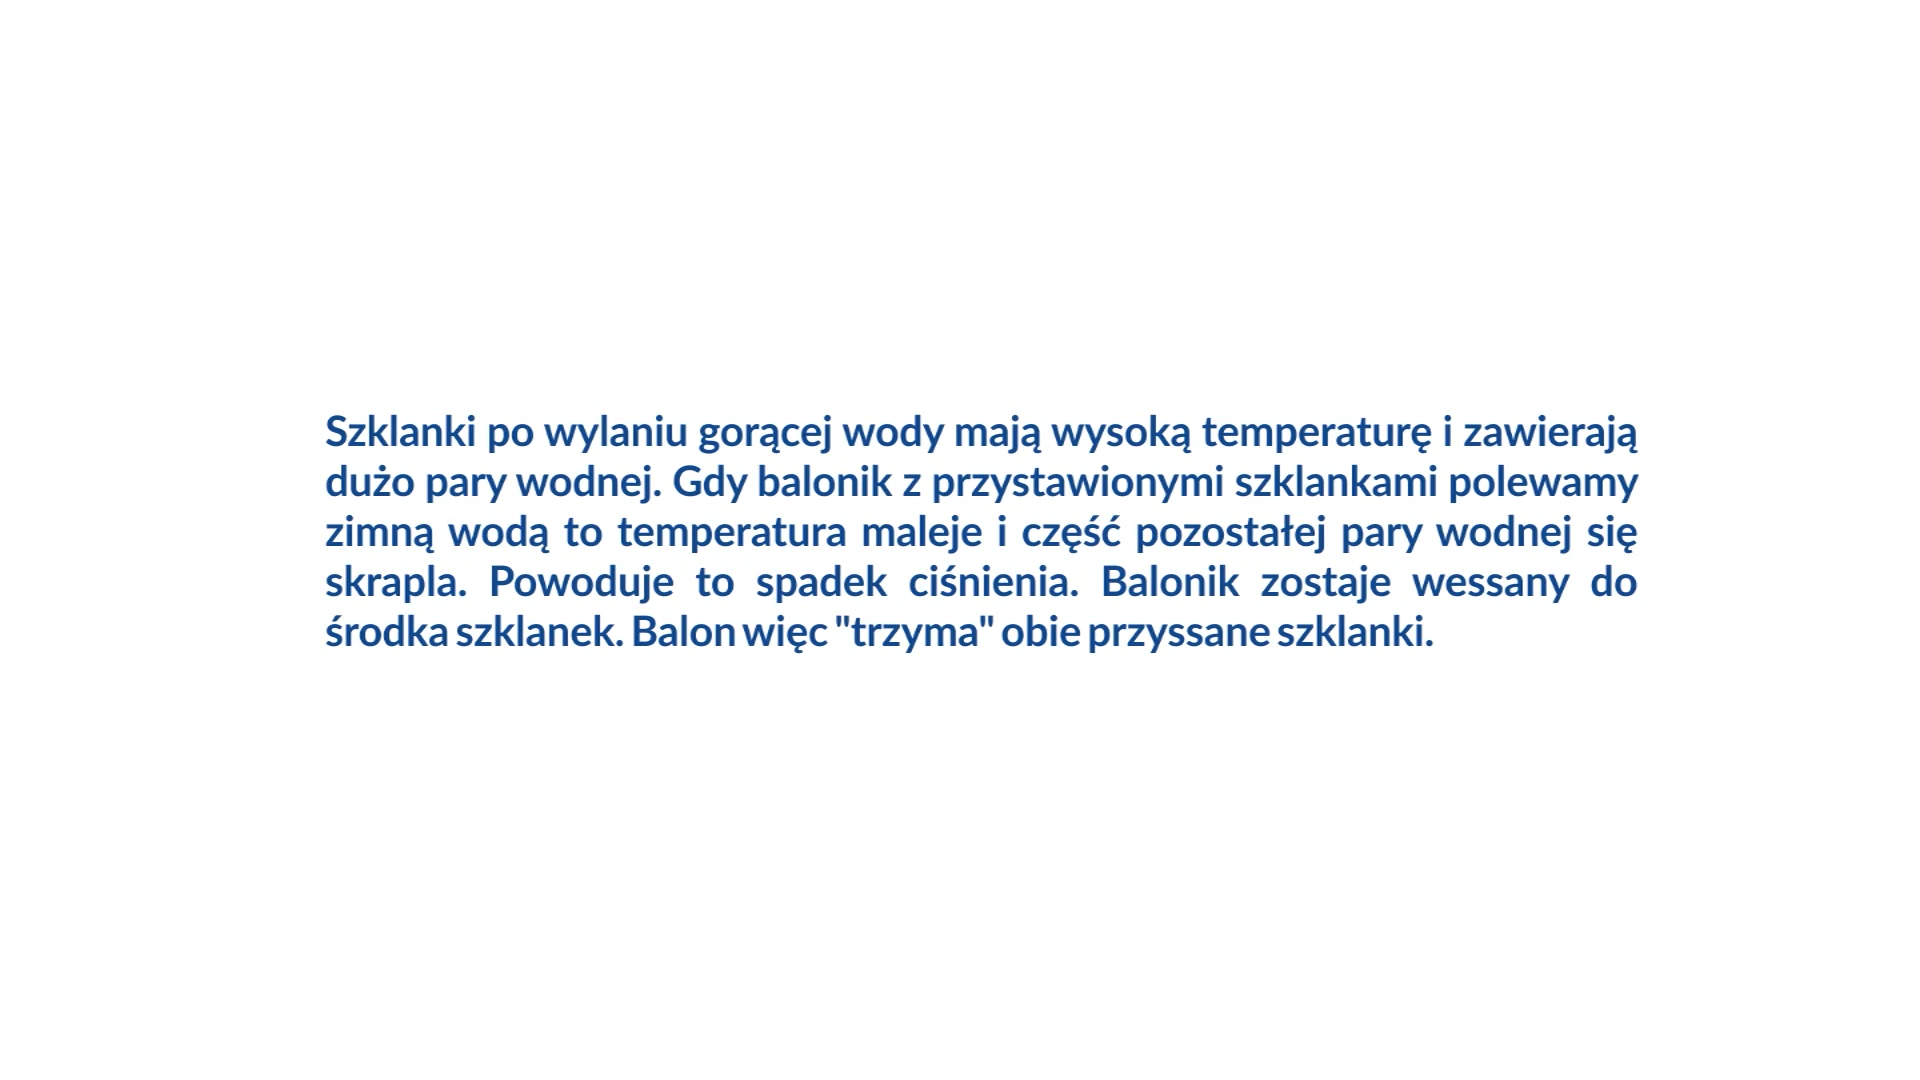 Szklanki po wylaniu gorącej wody mają wysoką temperaturę i zawierają
dużo pary wodnej. Gdy balonik z przystawionymi szklankami polewamy
zimną wodą to temperatura maleje i część pozostałej pary wodnej się
skrapla. Powoduje to spadek ciśnienia. Balonik zostaje wessany do
środka szklanek. Balon więc "trzyma" obie przyssane szklanki.